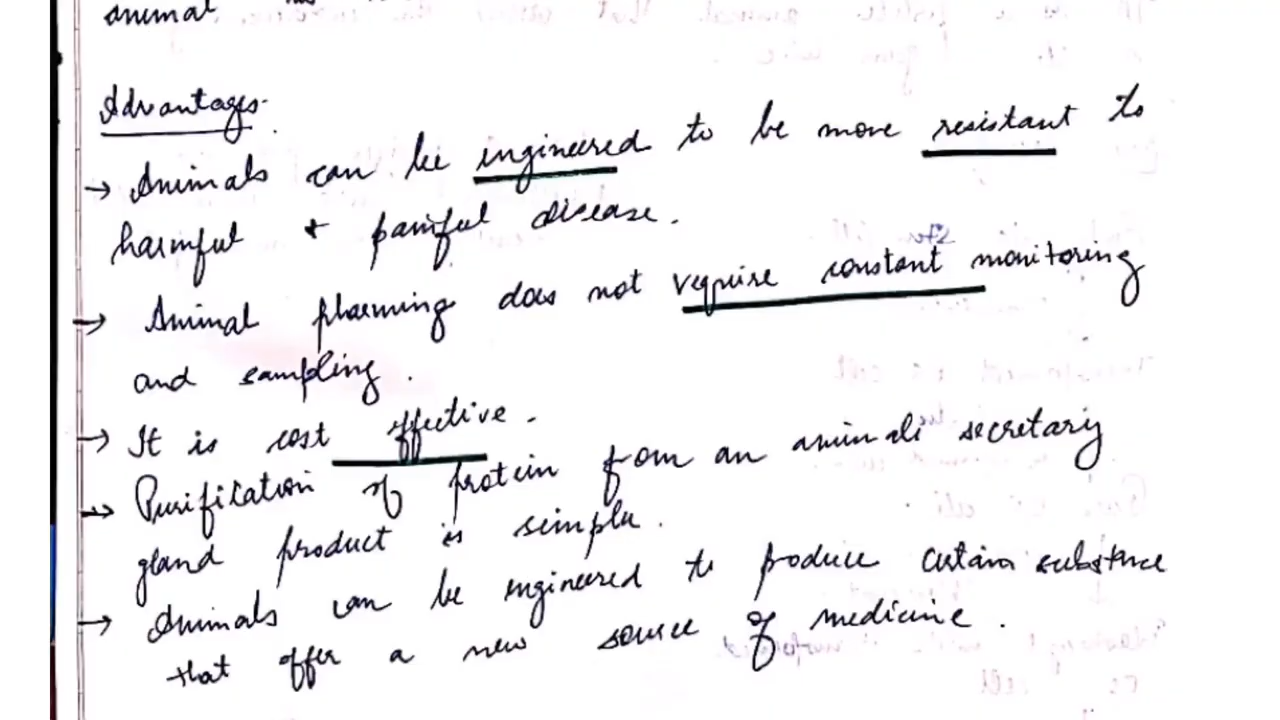 animal
Advantages.
→ Animals can be engineered to be more resistant to
harmful + painful disease.
→ Animal pharming does not require constant monitoring
and sampling.
→ It is cost effective.
→ Purification of protein from an animals secretary
gland product is simple.
→ Animals can be engineered to produce certain substance
that offer a new source of medicine.